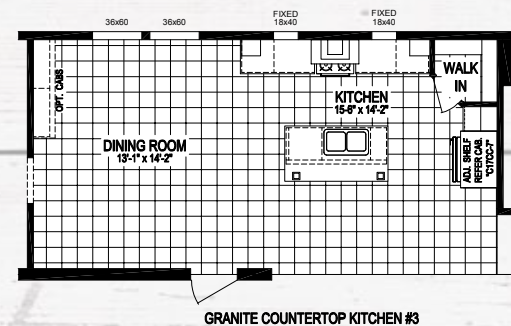 36x60 36x60 FIXED 18x40 FIXED 18x40
OPT. CABS
WALK
IN
KITCHEN
15-6" x 14'-2"
DINING ROOM
13'-1" x 14'-2"
ADJ. SHELF
REFER CAB.
"C17CC-7"
GRANITE COUNTERTOP KITCHEN #3